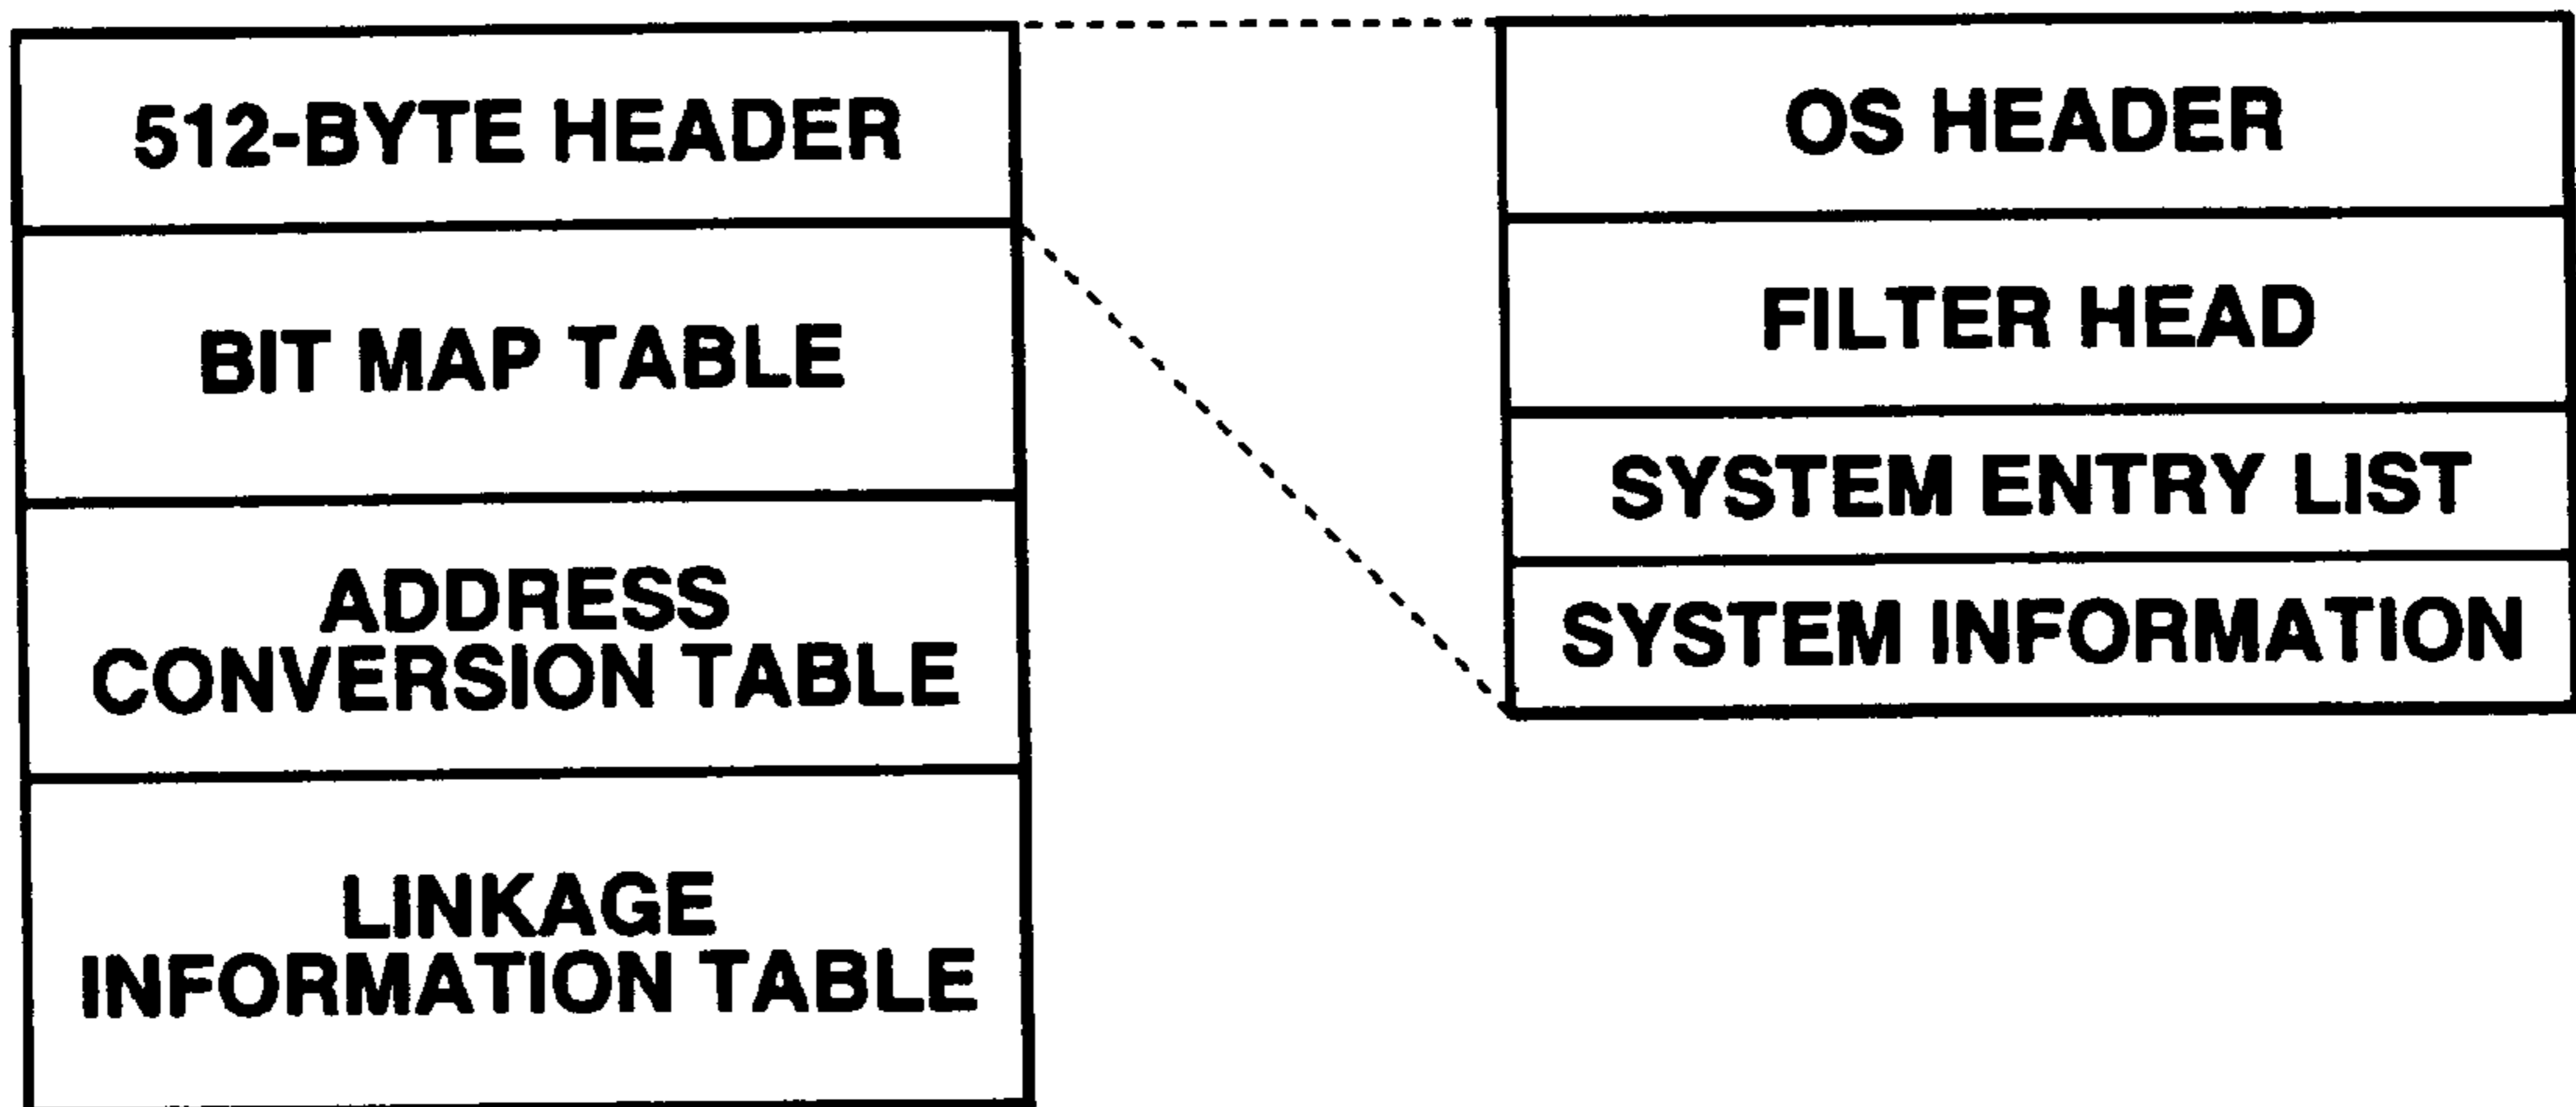 512-BYTE HEADER
BIT MAP TABLE
ADDRESS
CONVERSION TABLE
LINKAGE
INFORMATION TABLE
OS HEADER
FILTER HEAD
SYSTEM ENTRY LIST
SYSTEM INFORMATION